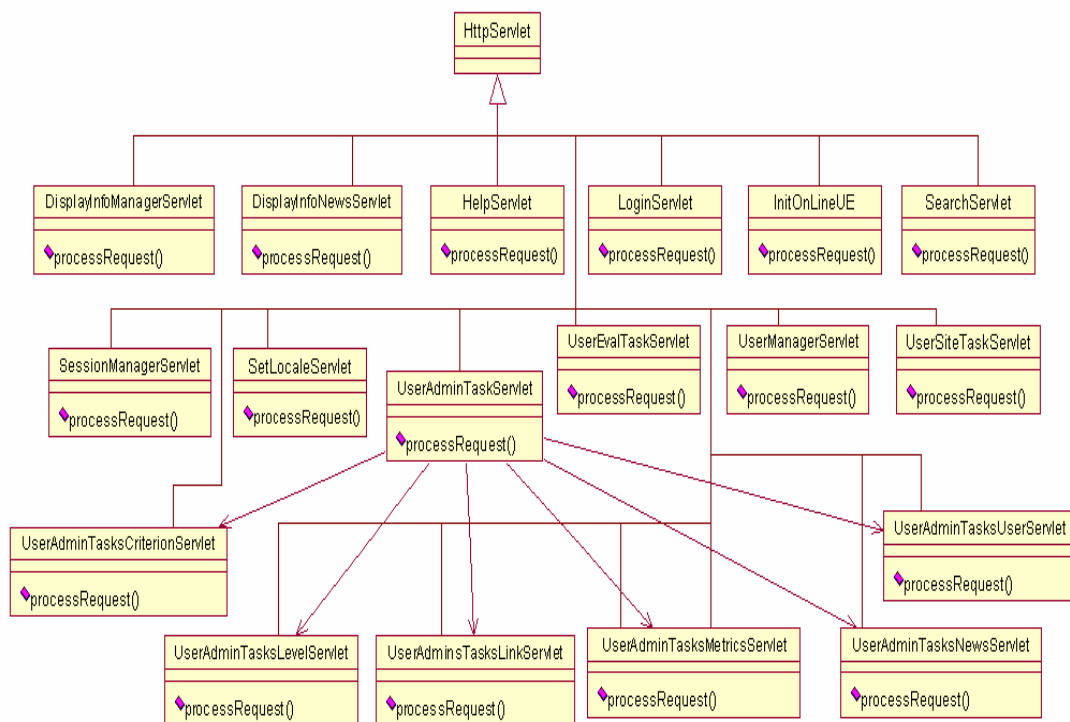 HttpServlet
DisplayInfoManagerServlet
processRequest()
DisplayInfoNewsServlet
processRequest()
HelpServlet
processRequest()
LoginServlet
processRequest()
InitOnLineUE
processRequest()
SearchServlet
processRequest()
SessionManagerServlet
processRequest()
SetLocaleServlet
processRequest()
UserAdminTaskServlet
processRequest()
UserEvalTaskServlet
processRequest()
UserManagerServlet
processRequest()
UserSiteTaskServlet
processRequest()
UserAdminTasksCriterionServlet
processRequest()
UserAdminTasksUserServlet
processRequest()
UserAdminTasksLevelServlet
processRequest()
UserAdminsTasksLinkServlet
processRequest()
UserAdminTasksMetricsServlet
processRequest()
UserAdminTasksNewsServlet
processRequest()